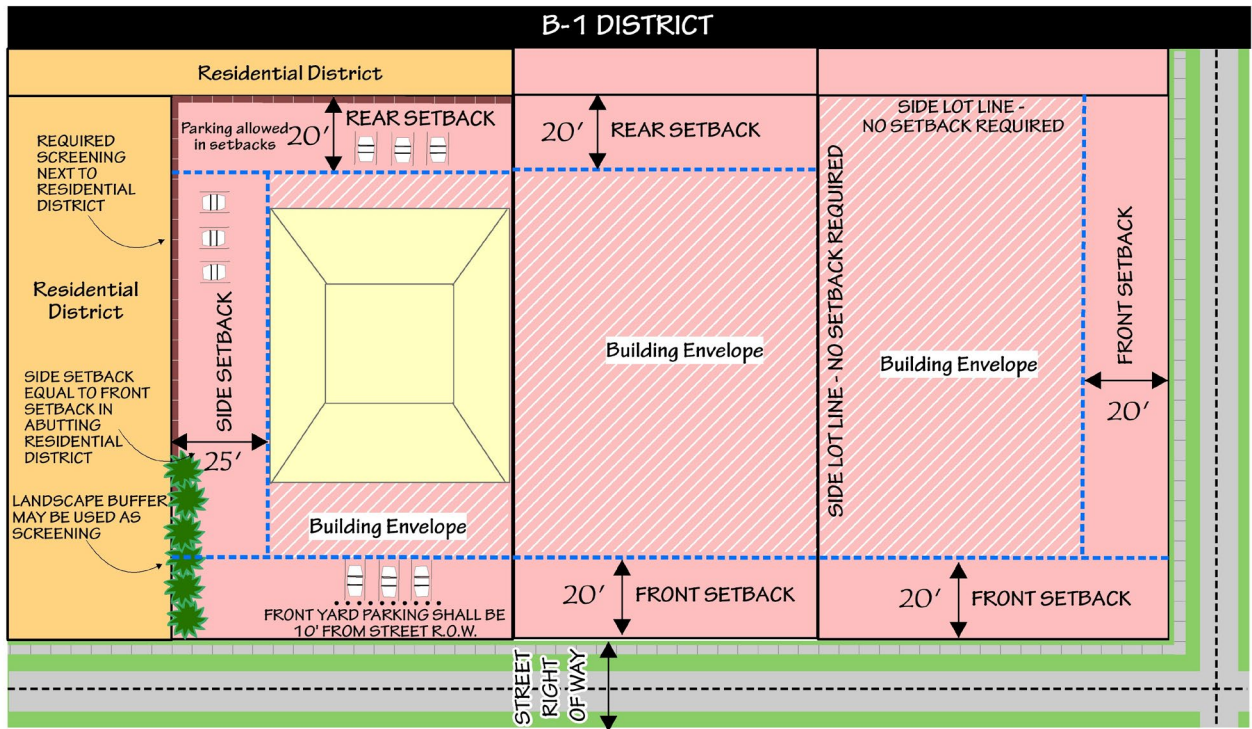 B-1 DISTRICT
Residential District
REQUIRED
SCREENING
NEXT TO
RESIDENTIAL
DISTRICT
Residential
District
SIDE SETBACK
EQUAL TO FRONT
SETBACK IN
ABUTTING
RESIDENTIAL
DISTRICT
LANDSCAPE BUFFER
MAY BE USED AS
SCREENING
Parking allowed
in setbacks
20'
REAR SETBACK
SIDE SETBACK
25'
Building Envelope
FRONT YARD PARKING SHALL BE
10' FROM STREET R.O.W.
20'
REAR SETBACK
Building Envelope
20'
FRONT SETBACK
SIDE LOT LINE -
NO SETBACK REQUIRED
SIDE LOT LINE - NO SETBACK REQUIRED
Building Envelope
FRONT SETBACK
20'
20'
FRONT SETBACK
STREET
RIGHT
OF WAY